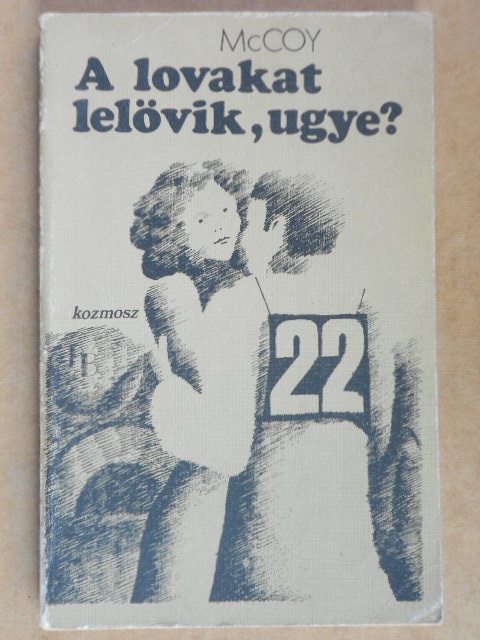 McCOY
A lovakat
lelövik, ugye?
kozmosz
22